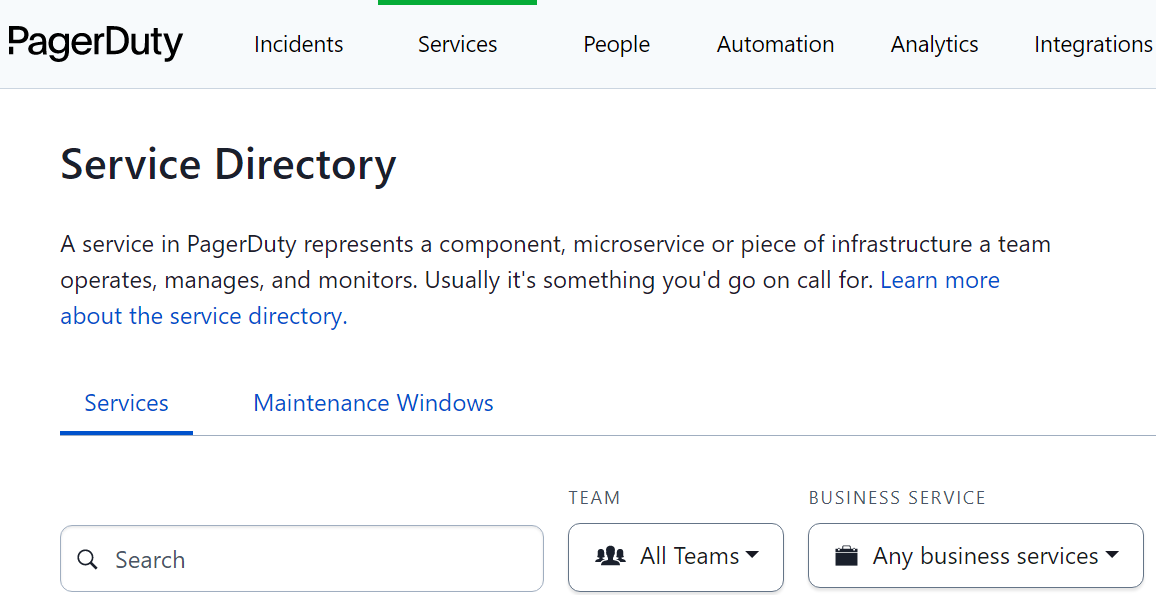 PagerDuty Incidents Services People Automation Analytics Integrations
Service Directory
A service in PagerDuty represents a component, microservice or piece of infrastructure a team
operates, manages, and monitors. Usually it's something you'd go on call for. Learn more
about the service directory.
Services Maintenance Windows
TEAM BUSINESS SERVICE
Search All Teams Any business services